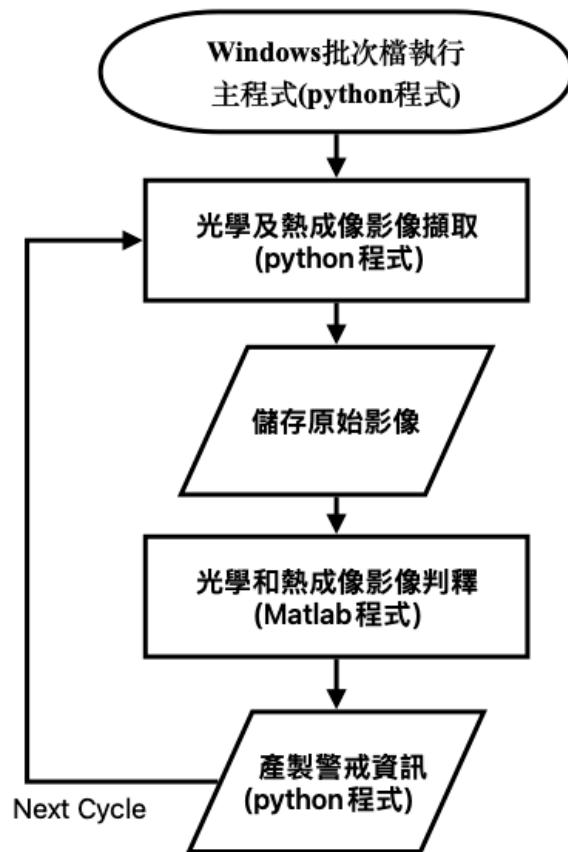 Windows批次檔執行
主程式(python程式)
光學及熱成像影像擷取
(python程式)
儲存原始影像
光學和熱成像影像判釋
(Matlab程式)
產製警戒資訊
(python程式)
Next Cycle